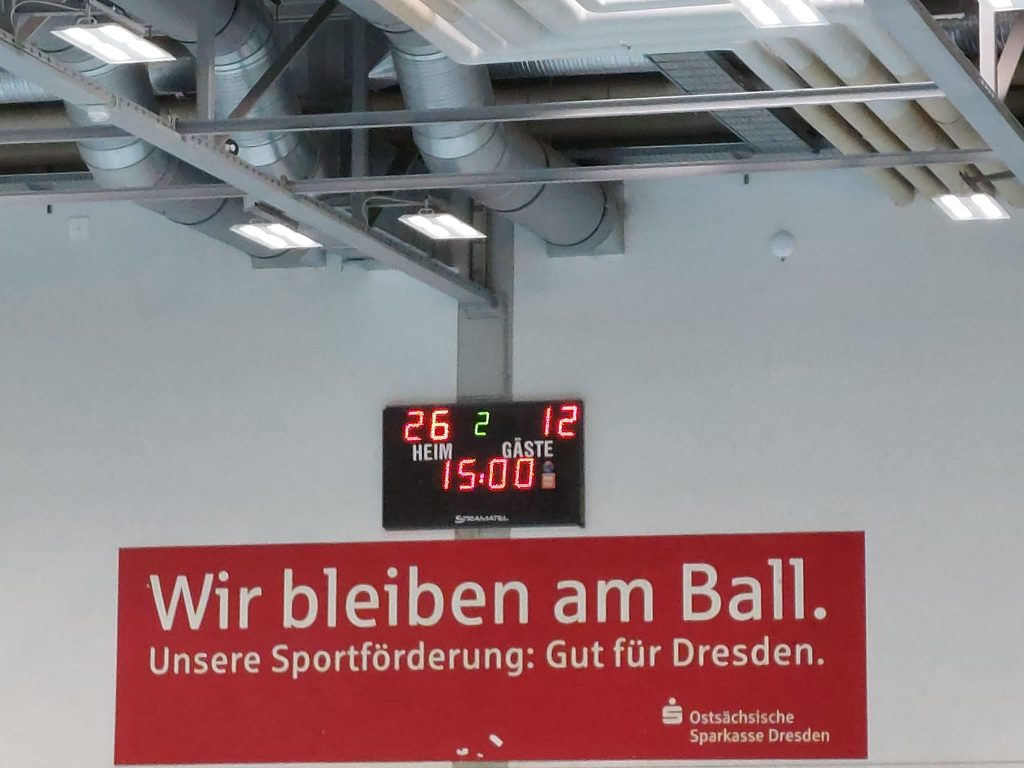 26 2 12
HEIM GÄSTE
15:00
STRAMATEL
Wir bleiben am Ball.
Unsere Sportförderung: Gut für Dresden.
Ostsächsische
Sparkasse Dresden